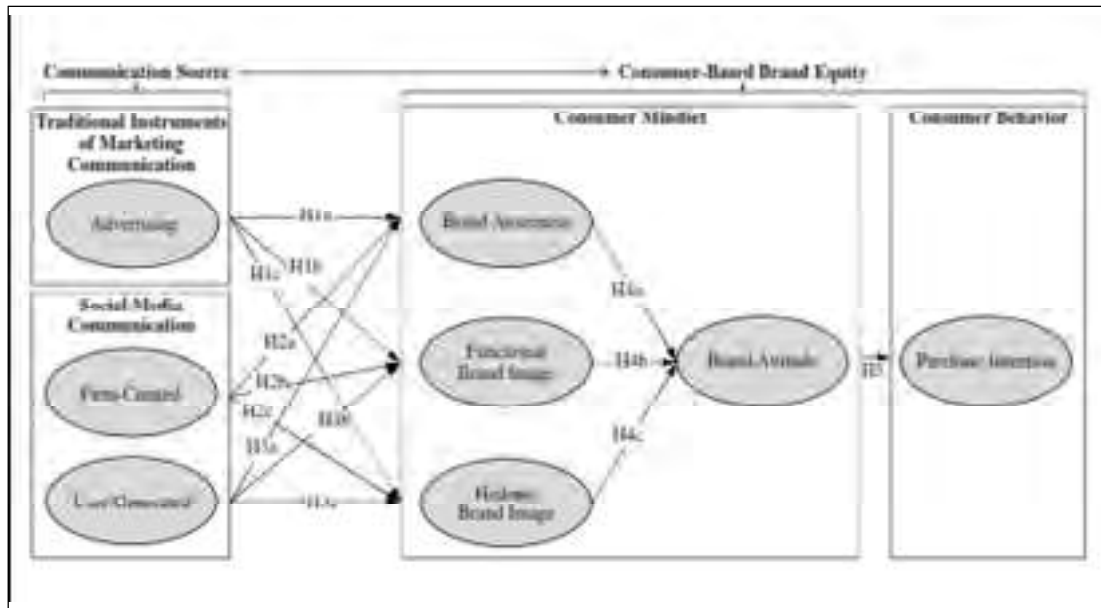 Communication Source
Consumer-Based Brand Equity
Traditional Instruments
of Marketing
Communication
Consumer Mindset
Consumer Behavior
Advertising
Brand Awareness
H1a
H1b
H1c
Social Media
Communication
H2a
H4a
Firm-Created
H2b
H2c
Functional
Brand Image
H4b
Brand Attitude
H5
Purchase Intention
H3b
H3a
H4c
User-Generated
H3c
Hedonic
Brand Image